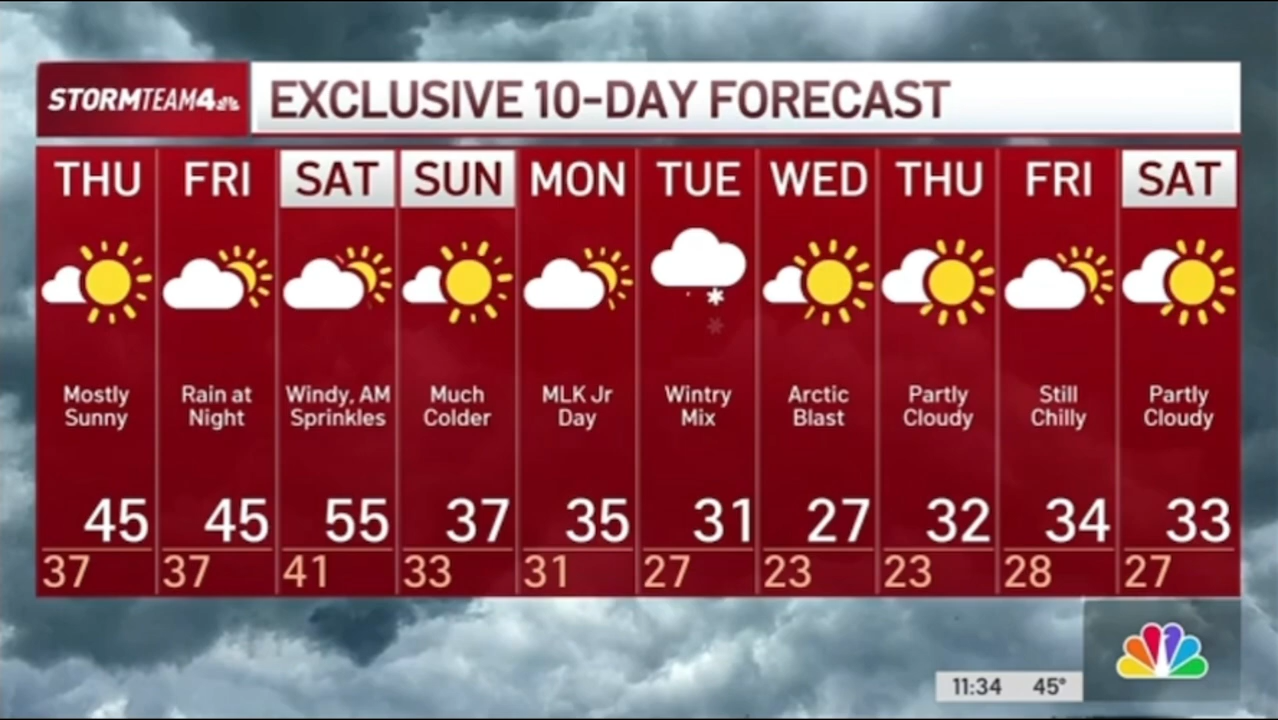 STORMTEAM4 EXCLUSIVE 10-DAY FORECAST
THU FRI SAT SUN MON TUE WED THU FRI SAT
Mostly Rain at Windy, AM Much MLK Jr Wintry Arctic Partly Still Partly
Sunny Night Sprinkles Colder Day Mix Blast Cloudy Chilly Cloudy
45 45 55 37 35 31 27 32 34 33
37 37 41 33 31 27 23 23 28 27
11:34 45°